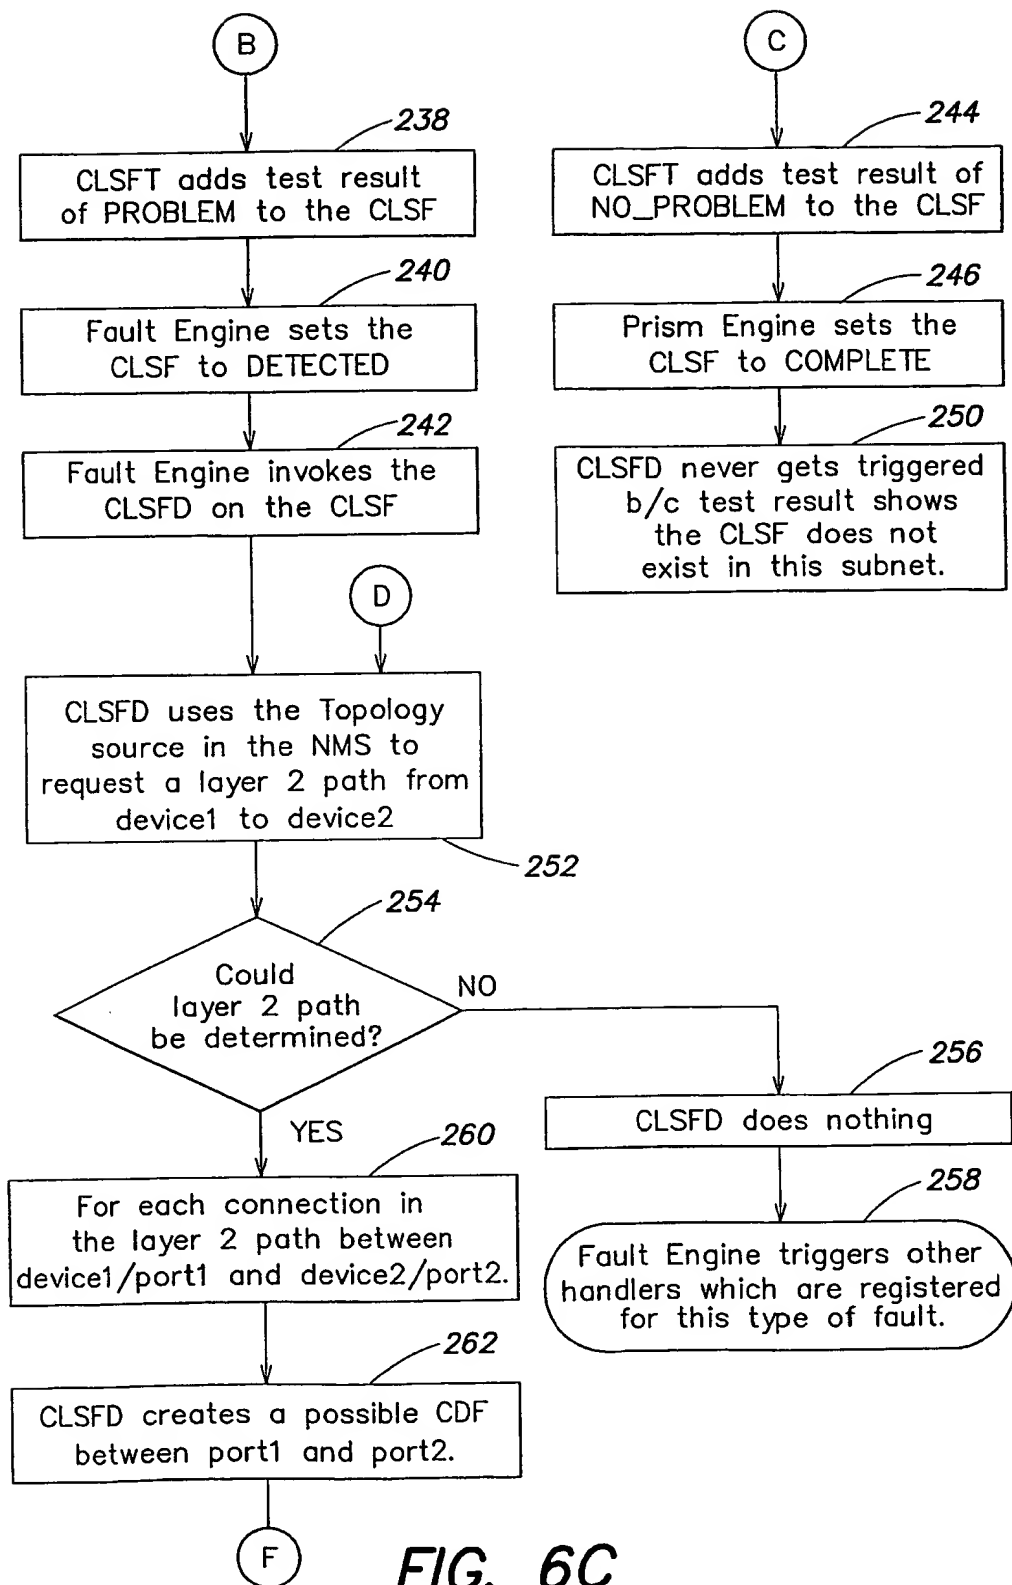 B
238
CLSFT adds test result
of PROBLEM to the CLSF
240
Fault Engine sets the
CLSF to DETECTED
242
Fault Engine invokes the
CLSFD on the CLSF
D
CLSFD uses the Topology
source in the NMS to
request a layer 2 path from
device1 to device2
252
254
Could
layer 2 path
be determined?
NO
YES
260
For each connection in
the layer 2 path between
device1/port1 and device2/port2.
262
CLSFD creates a possible CDF
between port1 and port2.
F
C
244
CLSFT adds test result of
NO_PROBLEM to the CLSF
246
Prism Engine sets the
CLSF to COMPLETE
250
CLSFD never gets triggered
b/c test result shows
the CLSF does not
exist in this subnet.
256
CLSFD does nothing
258
Fault Engine triggers other
handlers which are registered
for this type of fault.
FIG. 6C